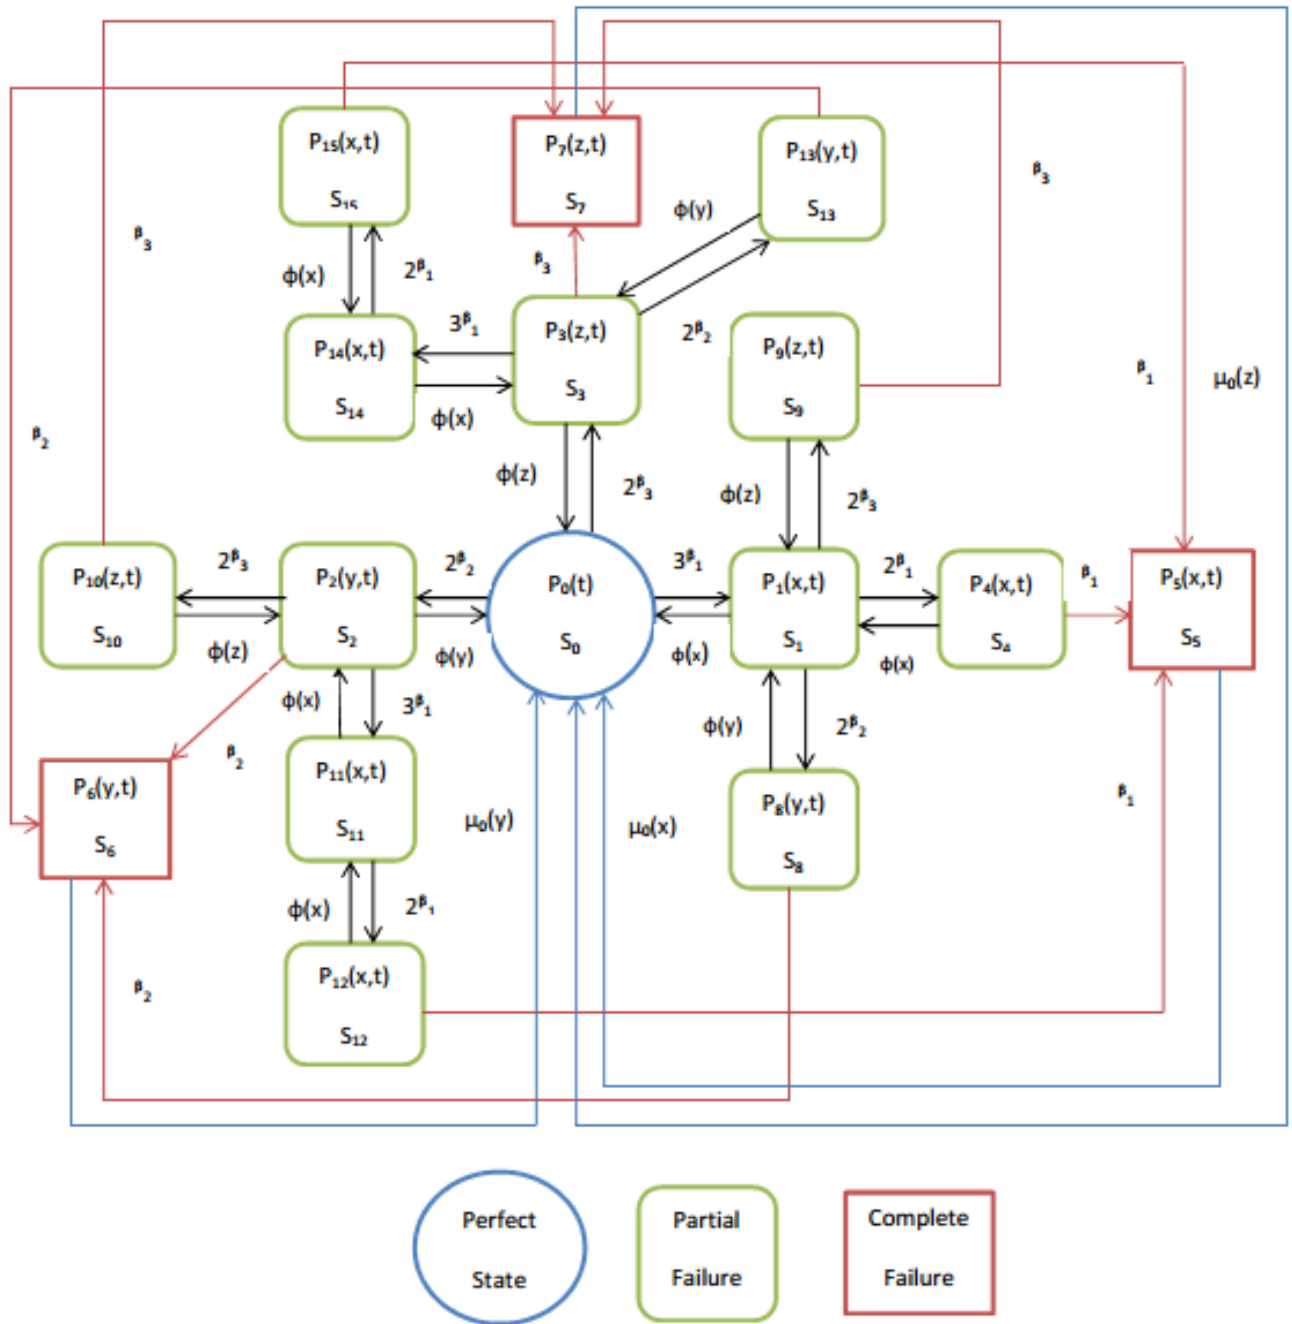 P₁₅(x,t)
S₁₅
P₇(z,t)
S₇
P₁₃(y,t)
S₁₃
β₃
ϕ(y)
β₃
ϕ(x)
2β₁
β₃
3β₁
P₃(z,t)
S₃
2β₂
P₉(z,t)
S₉
β₁
μ₀(z)
P₁₄(x,t)
S₁₄
ϕ(x)
β₂
ϕ(z)
2β₃
ϕ(z)
2β₃
P₁₀(z,t)
S₁₀
2β₃
ϕ(z)
P₂(y,t)
S₂
2β₂
ϕ(y)
P₀(t)
S₀
3β₁
ϕ(x)
P₁(x,t)
S₁
2β₁
ϕ(x)
P₄(x,t)
S₄
β₁
P₅(x,t)
S₅
ϕ(x)
3β₁
β₂
ϕ(y)
2β₂
P₆(y,t)
S₆
P₁₁(x,t)
S₁₁
μ₀(y)
μ₀(x)
P₈(y,t)
S₈
β₁
ϕ(x)
2β₁
β₂
P₁₂(x,t)
S₁₂
Perfect
State
Partial
Failure
Complete
Failure